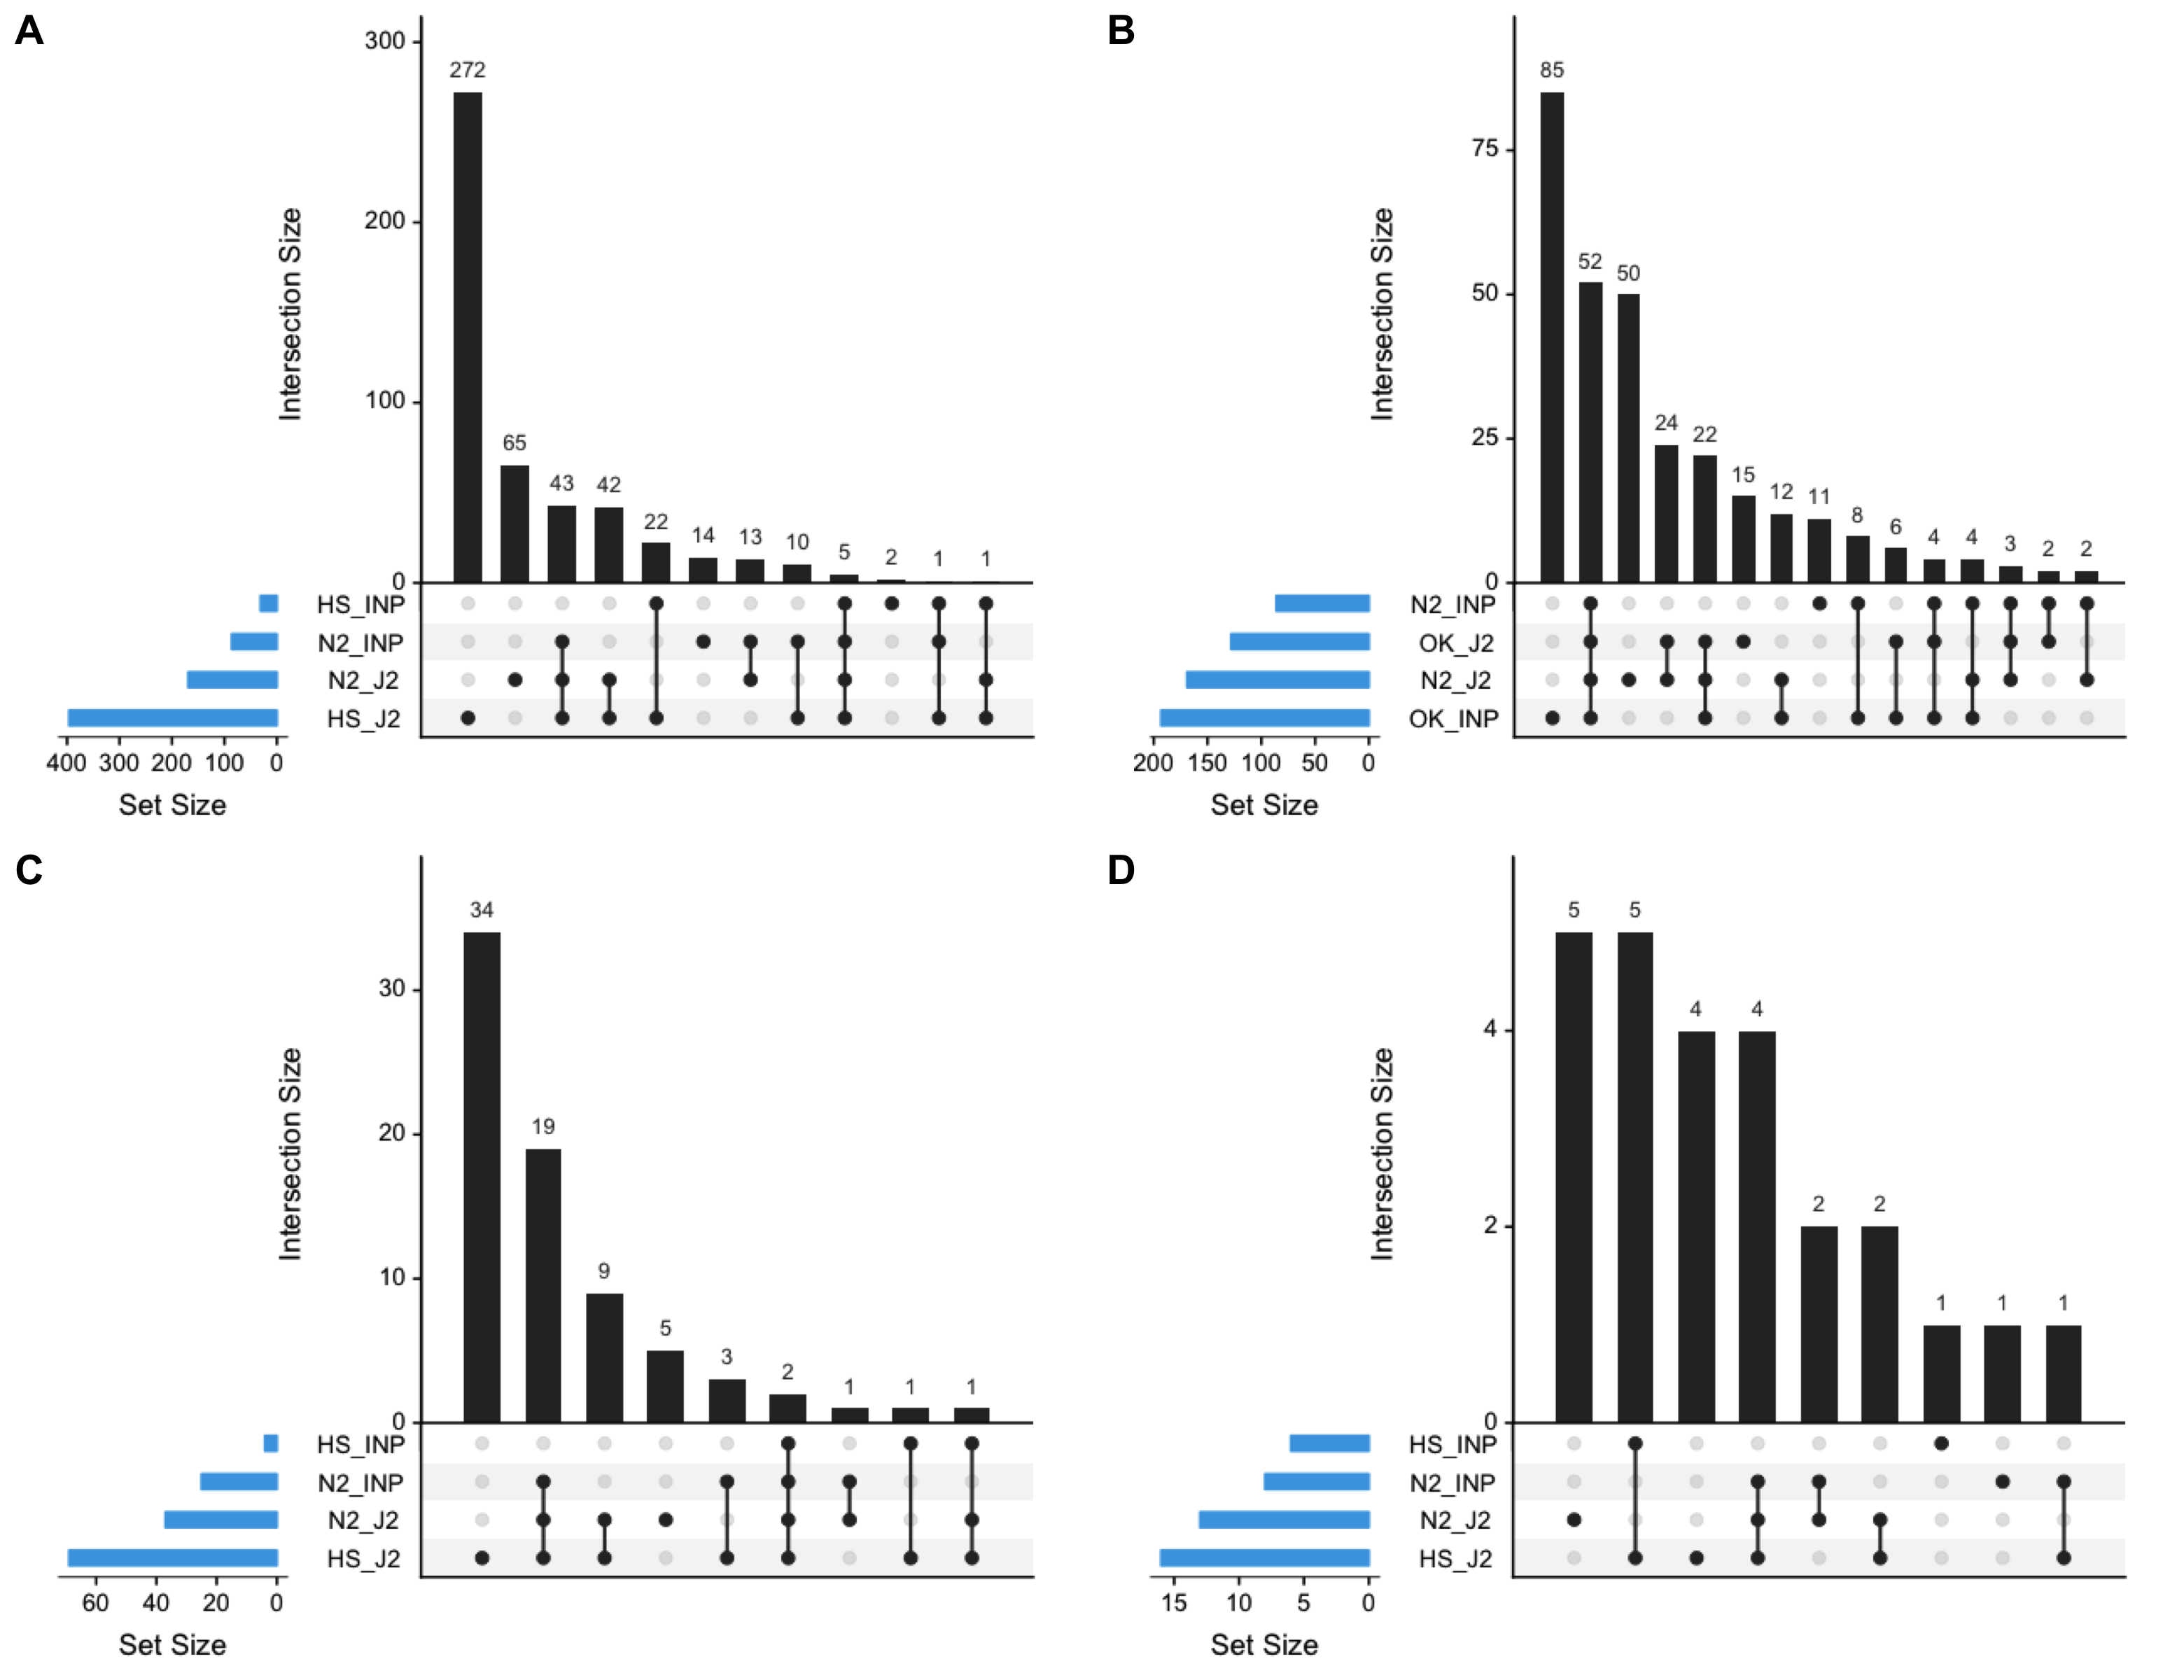 A
Intersection Size
300
200
100
0
272
65
43
42
22
14
13
10
5
2
1
1
HS_INP
N2_INP
N2_J2
HS_J2
400 300 200 100 0
Set Size
B
Intersection Size
75
50
25
0
85
52
50
24
22
15
12
11
8
6
4
4
3
2
2
N2_INP
OK_J2
N2_J2
OK_INP
200 150 100 50 0
Set Size
C
Intersection Size
30
20
10
0
34
19
9
5
3
2
1
1
1
HS_INP
N2_INP
N2_J2
HS_J2
60 40 20 0
Set Size
D
Intersection Size
4
2
0
5
5
4
4
2
2
1
1
1
HS_INP
N2_INP
N2_J2
HS_J2
15 10 5 0
Set Size